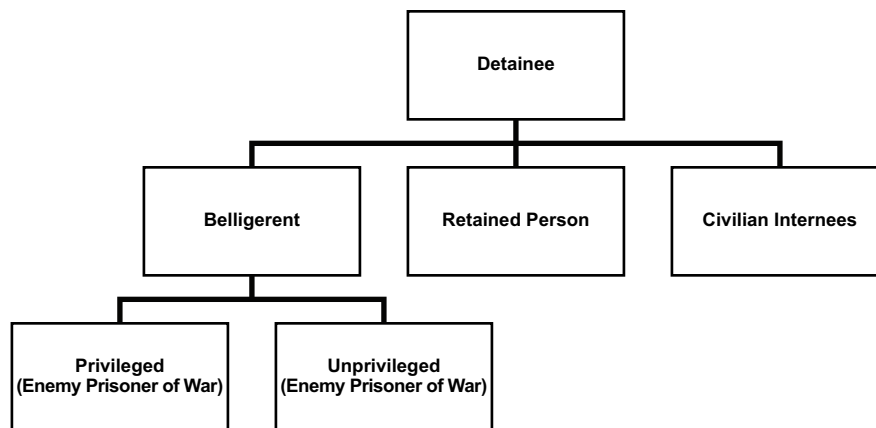 Detainee
Belligerent
Retained Person
Civilian Internees
Privileged
(Enemy Prisoner of War)
Unprivileged
(Enemy Prisoner of War)